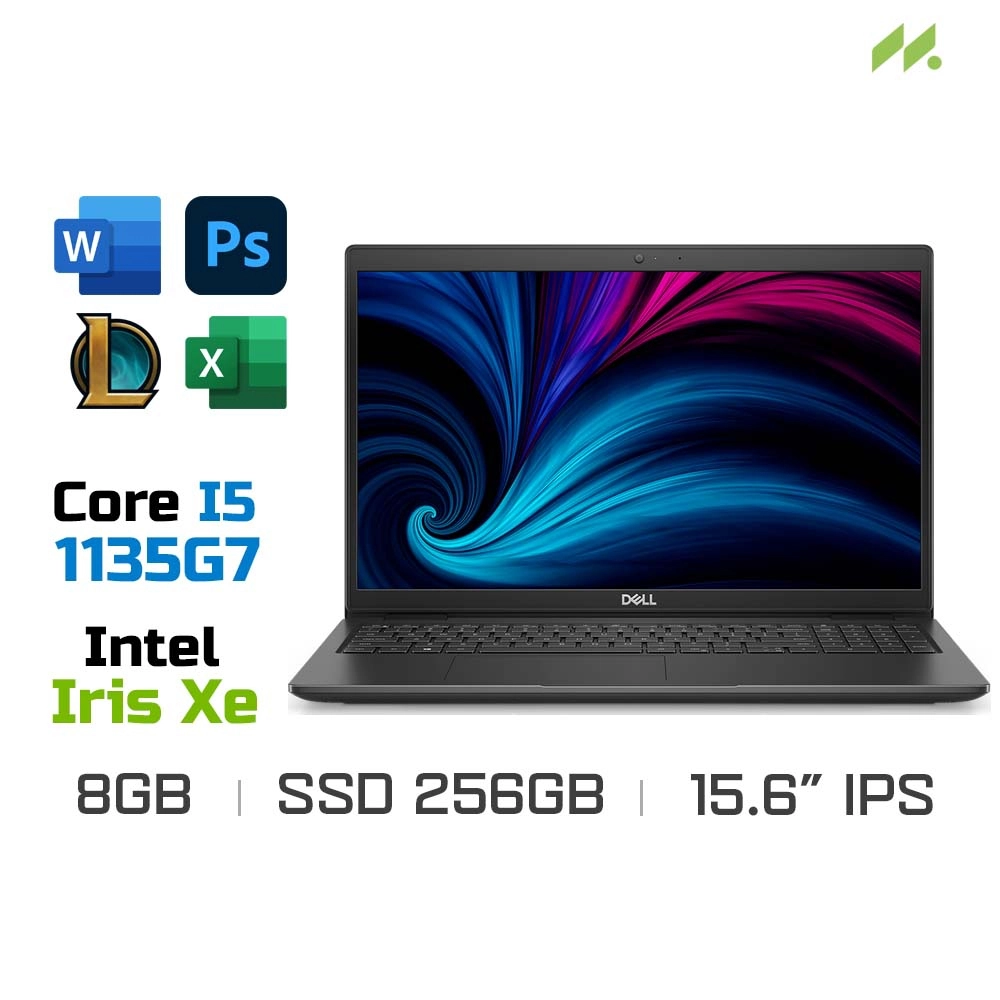 W
Ps
L
X
Core I5
1135G7
Intel
Iris Xe
DELL
8GB | SSD 256GB | 15.6” IPS